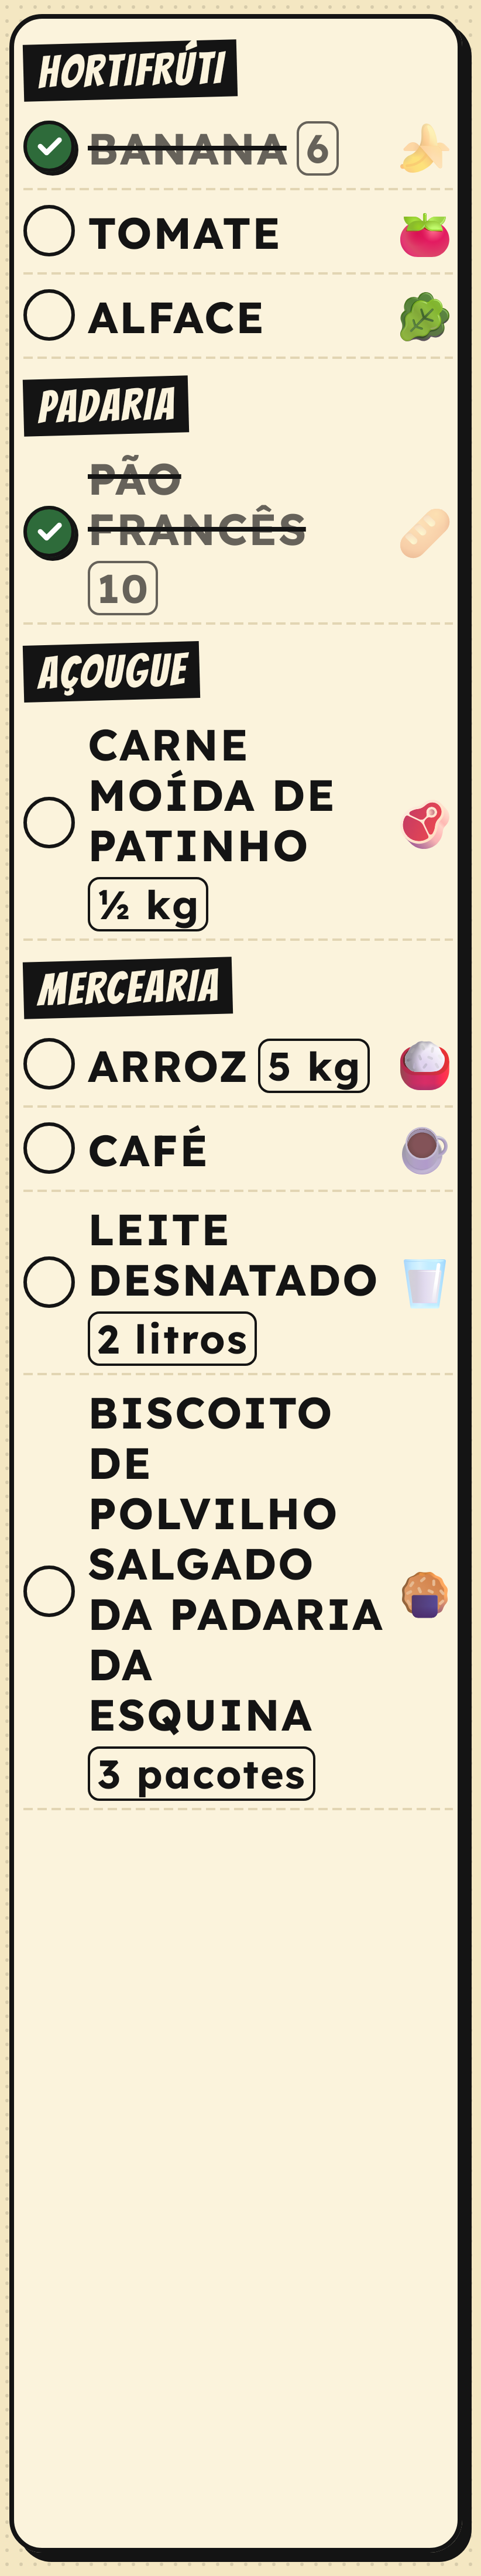 HORTIFRÚTI
BANANA 6
TOMATE
ALFACE
PADARIA
PÃO
FRANCÊS
10
AÇOUGUE
CARNE
MOÍDA DE
PATINHO
½ kg
MERCEARIA
ARROZ 5 kg
CAFÉ
LEITE
DESNATADO
2 litros
BISCOITO
DE
POLVILHO
SALGADO
DA PADARIA
DA
ESQUINA
3 pacotes